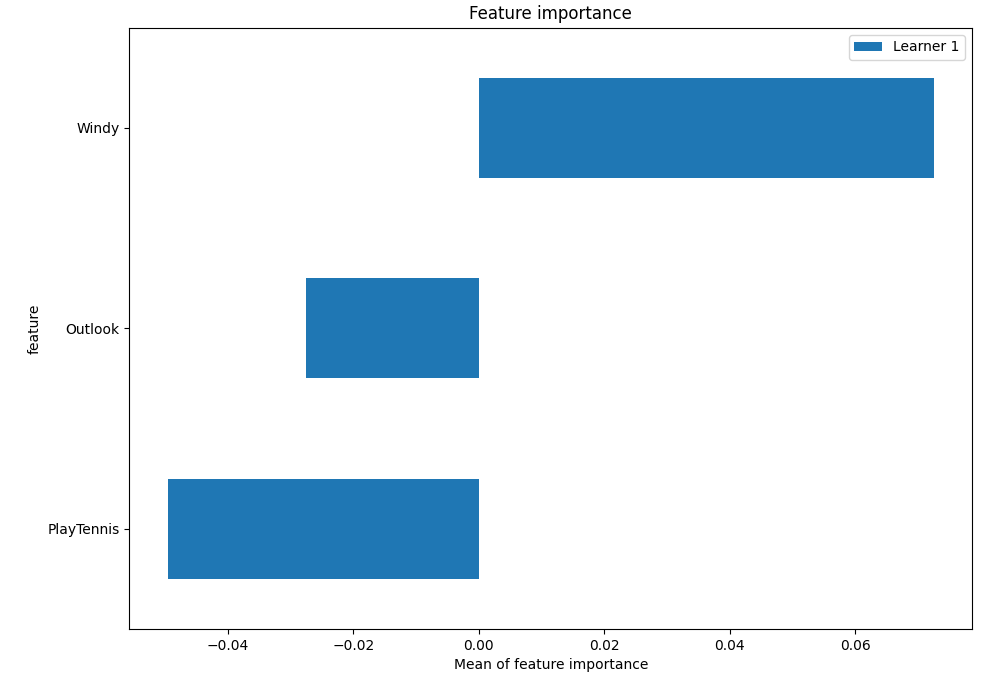 Feature importance
Learner 1
Windy
Outlook
PlayTennis
feature
−0.04 −0.02 0.00 0.02 0.04 0.06
Mean of feature importance